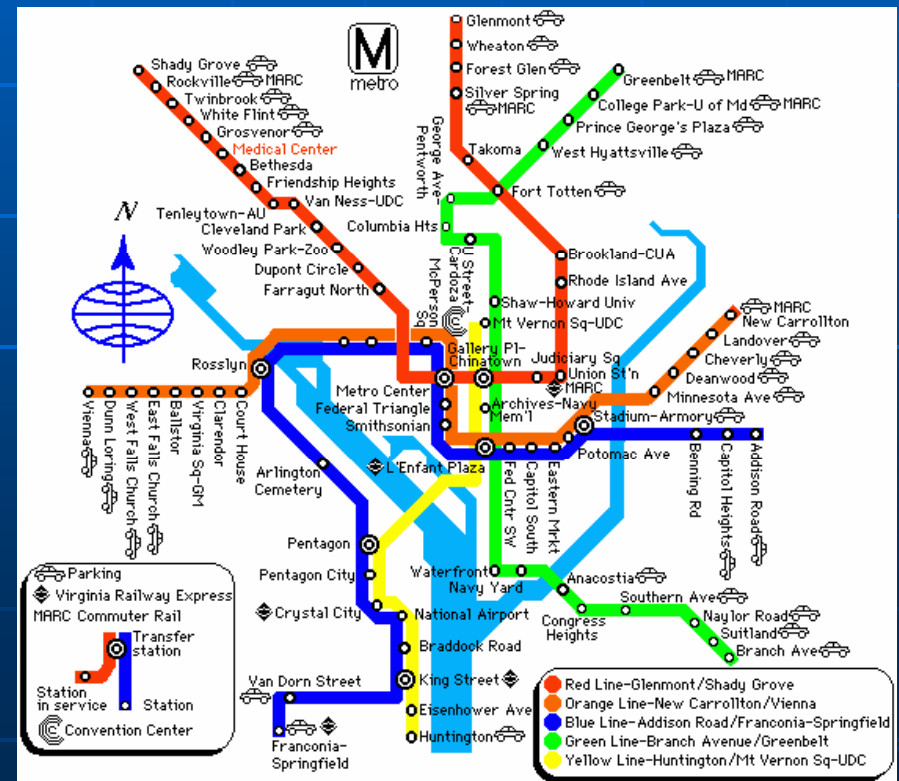 M
metro
Shady Grove
Rockville MARC
Twinbrook
White Flint
Grosvenor
Medical Center
Bethesda
Friendship Heights
Van Ness-UDC
Tenleytown-AU
Cleveland Park
Woodley Park-Zoo
Dupont Circle
Farragut North
Glenmont
Wheaton
Forest Glen
Silver Spring
MARC
Takoma
Fort Totten
Greenbelt MARC
College Park-U of Md MARC
Prince George's Plaza
West Hyattsville
George Ave-
Pentworth
Columbia Hts
U Street-
Cardoza
McPerson
Sq
Brookland-CUA
Rhode Island Ave
Shaw-Howard Univ
Mt Vernon Sq-UDC
Gallery Pl-
Chinatown
Judiciary Sq
Union St'n
MARC
N
Rosslyn
Metro Center
Federal Triangle
Smithsonian
Archives-Navy
Mem'l
Stadium-Armory
MARC
New Carrollton
Landover
Cheverly
Deanwood
Minnesota Ave
Vienna
Dunn Loring
West Falls Church
East Falls Church
Ballstor
Virginia Sq-GM
Clarendor
Court House
Arlington
Cemetery
L'Enfant Plaza
Fed Cntr SW
Capitol South
Eastern Mrkt
Potomac Ave
Benning Rd
Capitol Heights
Addison Road
Pentagon
Pentagon City
Crystal City
National Airport
Braddock Road
King Street
Eisenhower Ave
Huntington
Van Dorn Street
Franconia-
Springfield
Waterfront
Navy Yard
Anacostia
Congress
Heights
Southern Ave
Naylor Road
Suitland
Branch Ave
Parking
Virginia Railway Express
MARC Commuter Rail
Transfer
station
Station
in service
Station
Convention Center
Red Line-Glenmont/Shady Grove
Orange Line-New Carrollton/Vienna
Blue Line-Addison Road/Franconia-Springfield
Green Line-Branch Avenue/Greenbelt
Yellow Line-Huntington/Mt Vernon Sq-UDC